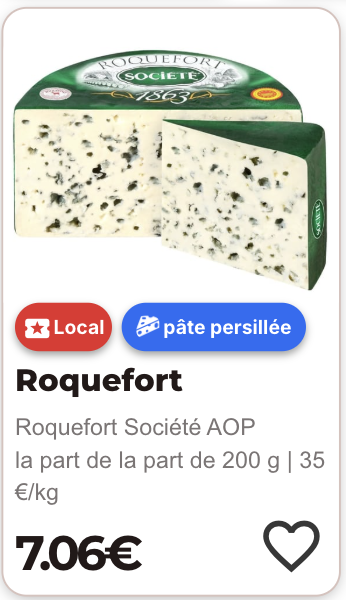 ROQUEFORT
SOCIÉTÉ
1863
SOCIÉTÉ
Local
pâte persillée
Roquefort
Roquefort Société AOP
la part de la part de 200 g | 35
€/kg
7.06€